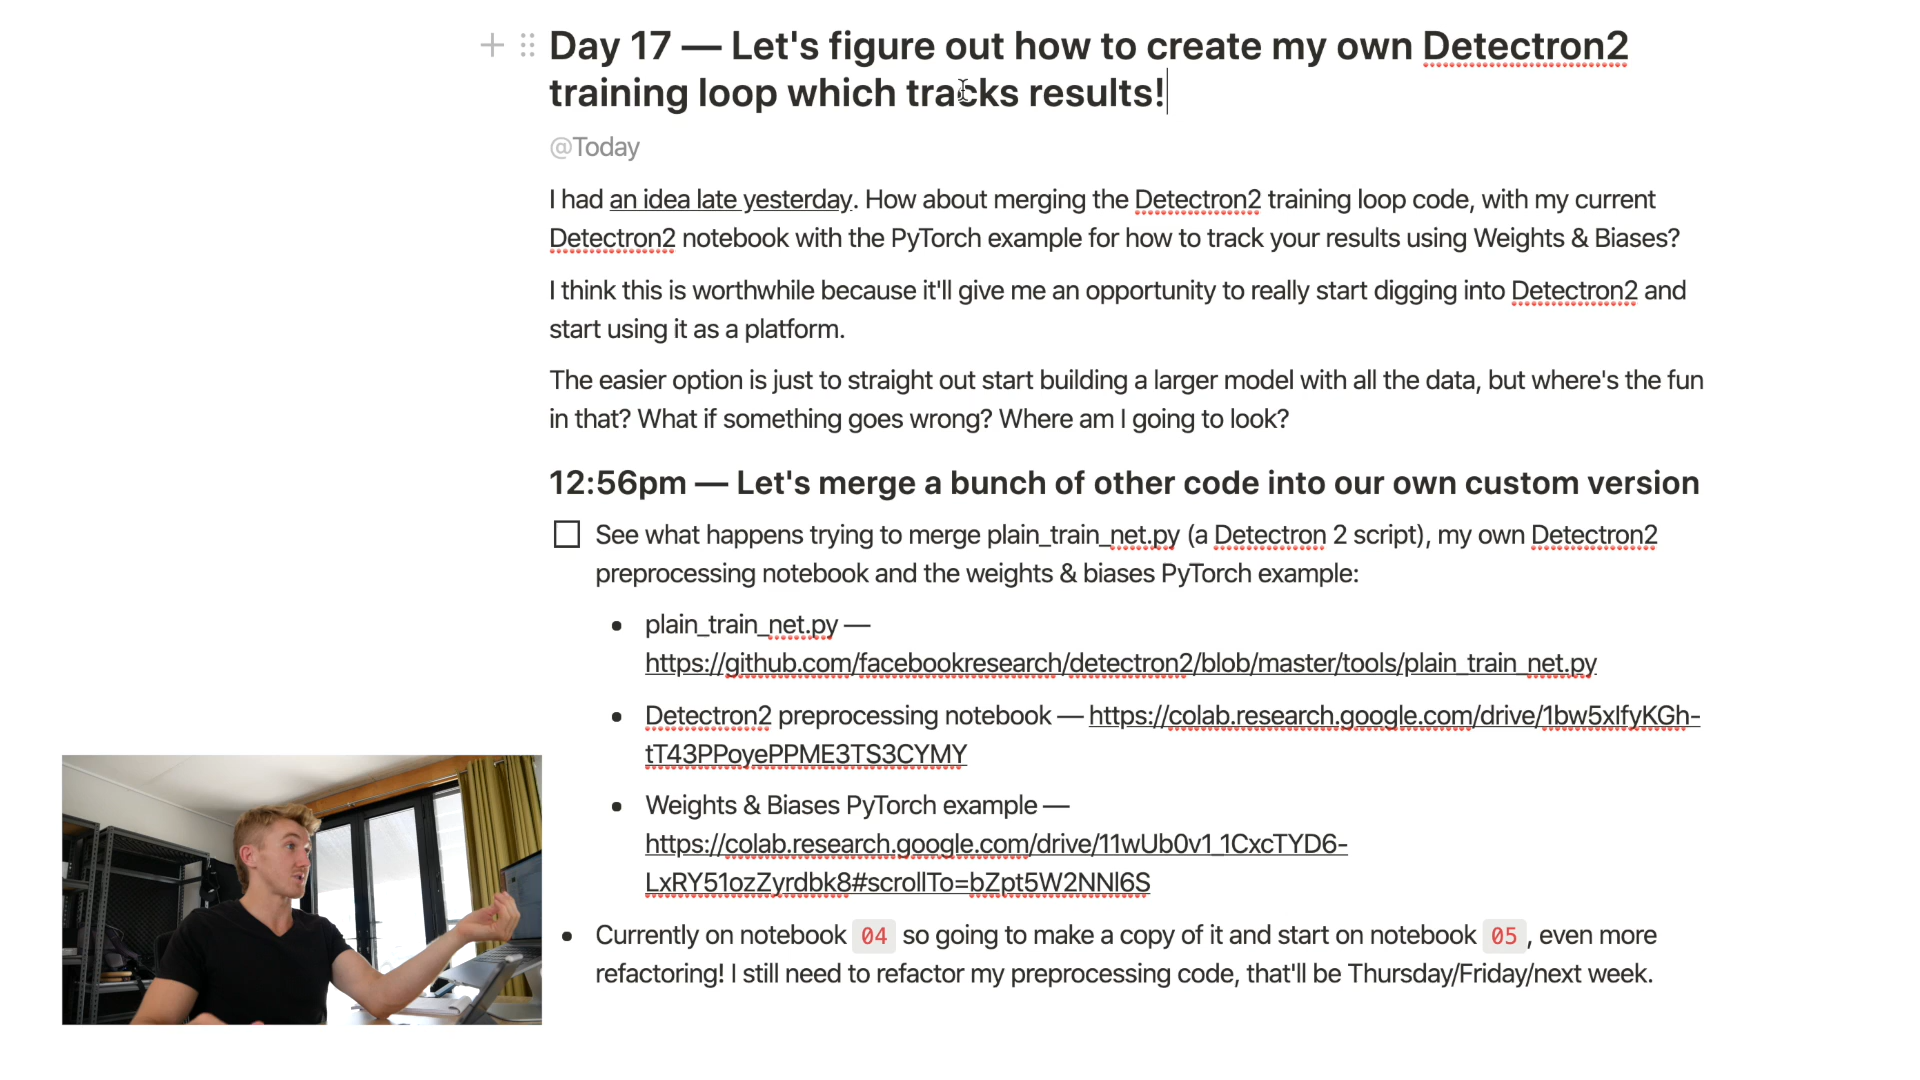 Day 17 — Let's figure out how to create my own Detectron2
training loop which tracks results!
@Today
I had an idea late yesterday. How about merging the Detectron2 training loop code, with my current
Detectron2 notebook with the PyTorch example for how to track your results using Weights & Biases?
I think this is worthwhile because it'll give me an opportunity to really start digging into Detectron2 and
start using it as a platform.
The easier option is just to straight out start building a larger model with all the data, but where's the fun
in that? What if something goes wrong? Where am I going to look?
12:56pm — Let's merge a bunch of other code into our own custom version
See what happens trying to merge plain_train_net.py (a Detectron 2 script), my own Detectron2
preprocessing notebook and the weights & biases PyTorch example:
plain_train_net.py —
https://github.com/facebookresearch/detectron2/blob/master/tools/plain_train_net.py
Detectron2 preprocessing notebook — https://colab.research.google.com/drive/1bw5xIfyKGh-
tT43PPoyePPME3TS3CYMY
Weights & Biases PyTorch example —
https://colab.research.google.com/drive/11wUb0v1_1CxcTYD6-
LxRY51ozZyrdbk8#scrollTo=bZpt5W2NNl6S
Currently on notebook 04 so going to make a copy of it and start on notebook 05, even more
refactoring! I still need to refactor my preprocessing code, that'll be Thursday/Friday/next week.